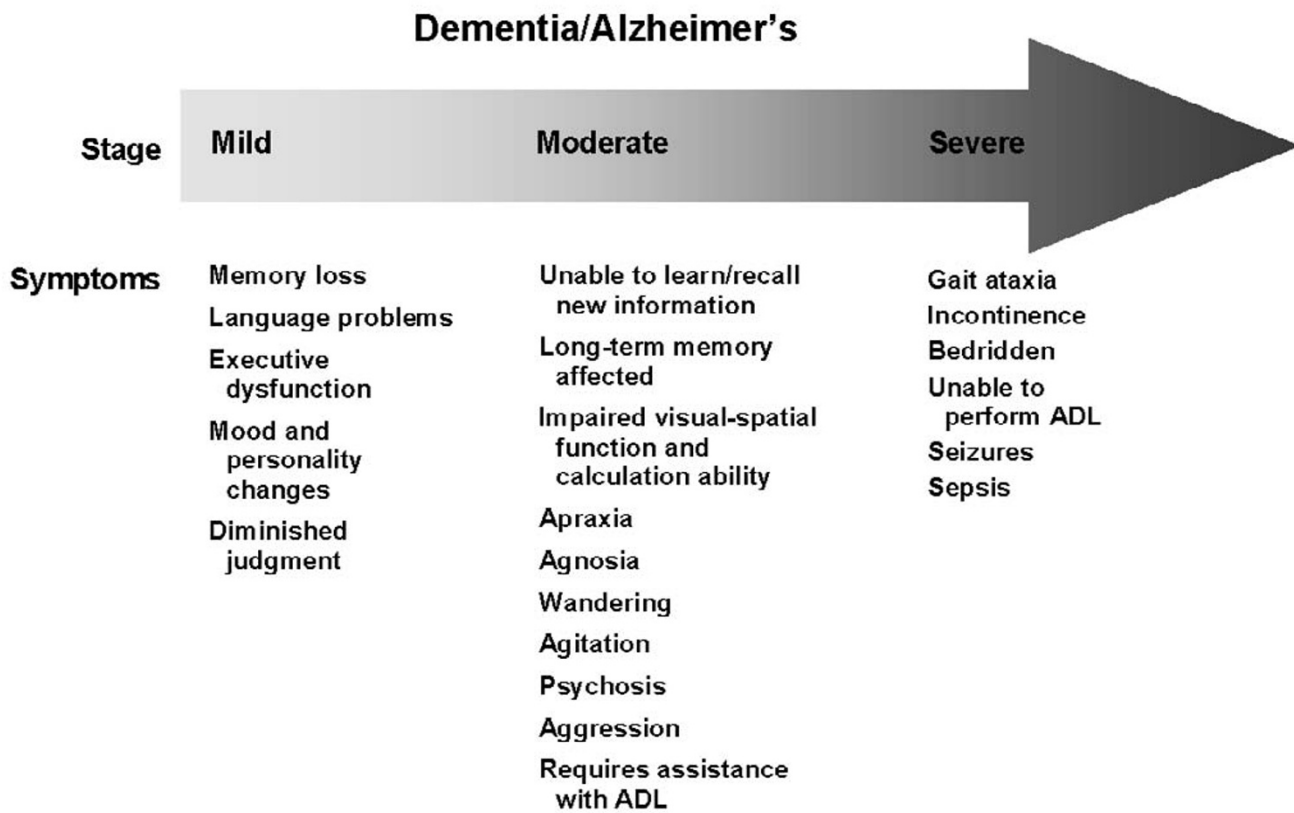 Dementia/Alzheimer's
Stage
Mild
Moderate
Severe
Symptoms
Memory loss
Language problems
Executive
dysfunction
Mood and
personality
changes
Diminished
judgment
Unable to learn/recall
new information
Long-term memory
affected
Impaired visual-spatial
function and
calculation ability
Apraxia
Agnosia
Wandering
Agitation
Psychosis
Aggression
Requires assistance
with ADL
Gait ataxia
Incontinence
Bedridden
Unable to
perform ADL
Seizures
Sepsis